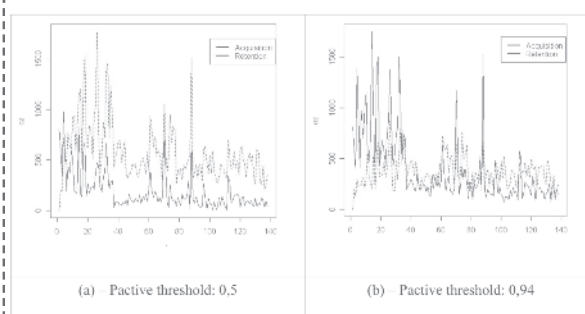 Acquisition
Retention
1500
1000
500
0
0 20 40 60 80 100 120 140
(a) – Pactive threshold: 0,5
Acquisition
Retention
1500
1000
500
0
0 20 40 60 80 100 120 140
(b) – Pactive threshold: 0,94